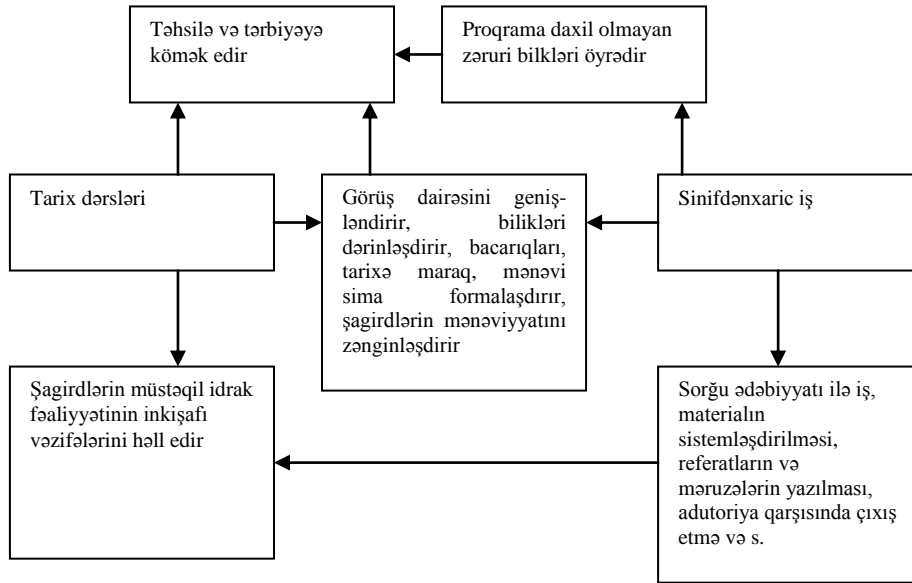 Təhsilə və tərbiyəyə
kömək edir
Proqrama daxil olmayan
zəruri bilkləri öyrədir
Tarix dərsləri
Görüş dairəsini geniş-
ləndirir, bilikləri
dərinləşdirir, bacarıqları,
tarixə maraq, mənəvi
sima formalaşdırır,
şagirdlərin mənəviyyatını
zənginləşdirir
Sinifdənxaric iş
Şagirdlərin müstəqil idrak
fəaliyyətinin inkişafı
vəzifələrini həll edir
Sorğu ədəbiyyatı ilə iş,
materialın
sistemləşdirilməsi,
referatların və
məruzələrin yazılması,
adutoriya qarşısında çıxış
etmə və s.